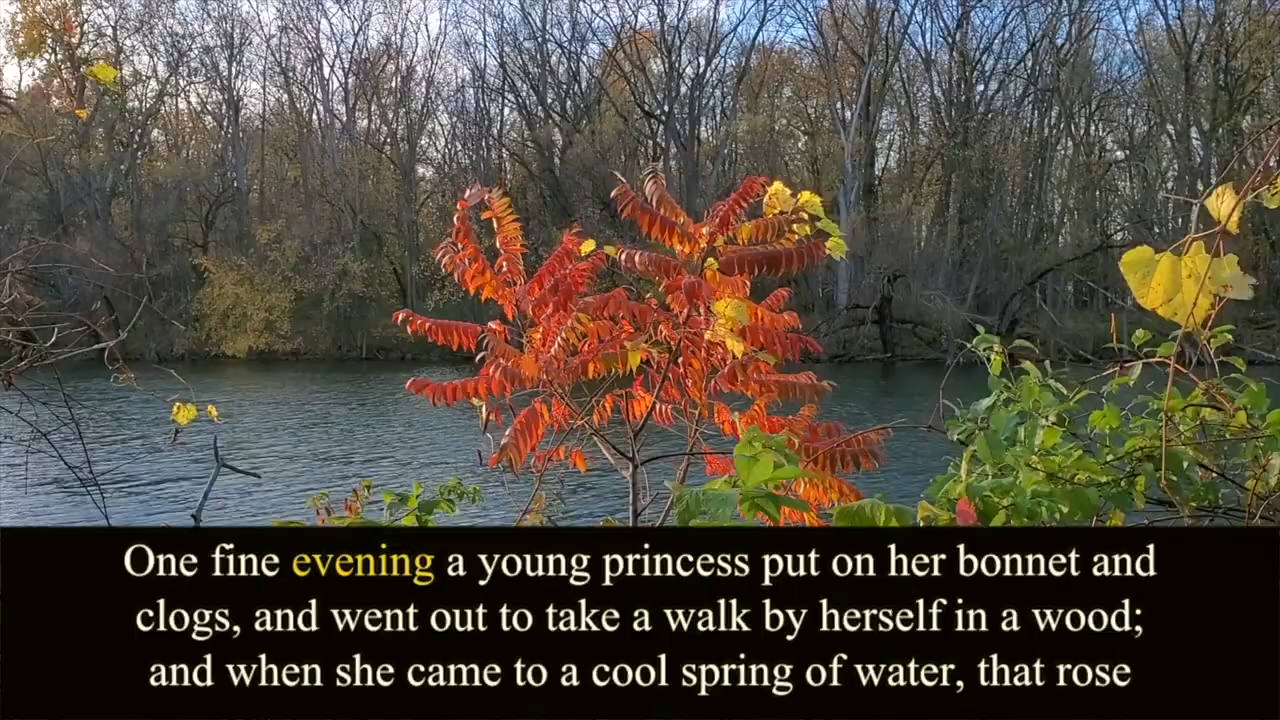 One fine evening a young princess put on her bonnet and
clogs, and went out to take a walk by herself in a wood;
and when she came to a cool spring of water, that rose